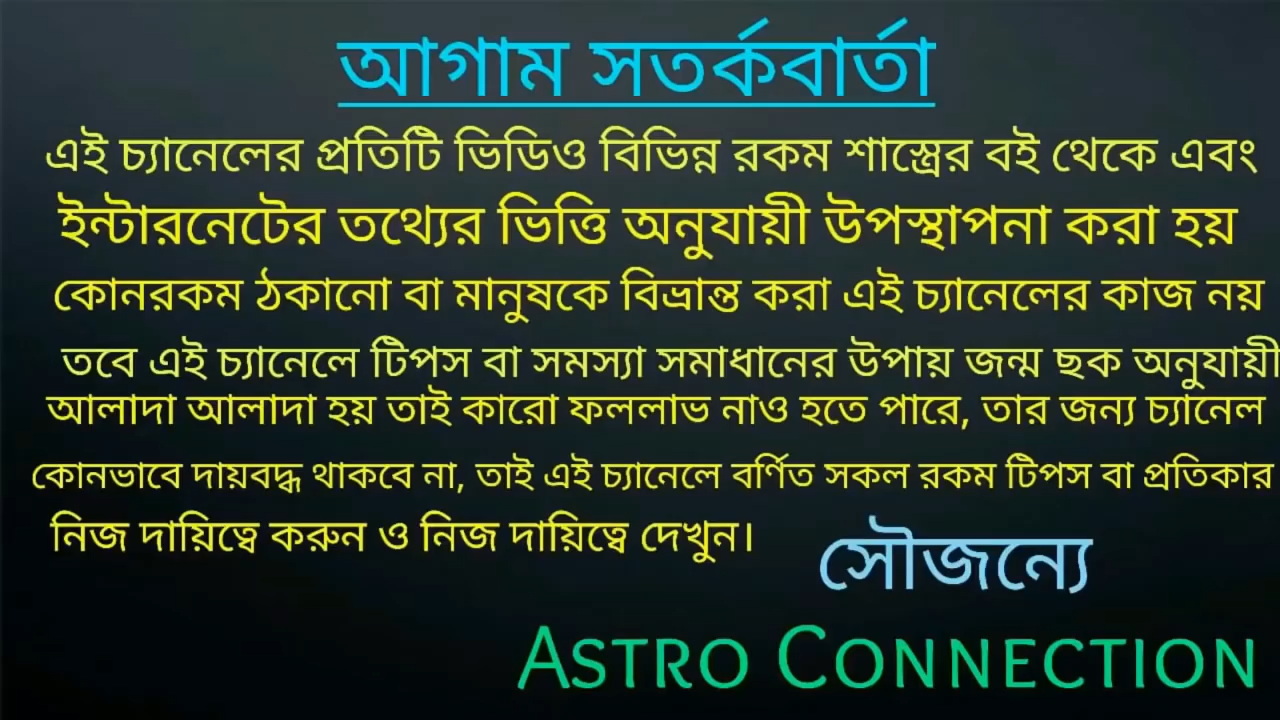 আগাম সতর্কবার্তা
এই চ্যানেলের প্রতিটি ভিডিও বিভিন্ন রকম শাস্ত্রের বই থেকে এবং
ইন্টারনেটের তথ্যের ভিত্তি অনুযায়ী উপস্থাপনা করা হয়
কোনরকম ঠকানো বা মানুষকে বিভ্রান্ত করা এই চ্যানেলের কাজ নয়
তবে এই চ্যানেলে টিপস বা সমস্যা সমাধানের উপায় জন্ম ছক অনুযায়ী
আলাদা আলাদা হয় তাই কারো ফললাভ নাও হতে পারে, তার জন্য চ্যানেল
কোনভাবে দায়বদ্ধ থাকবে না, তাই এই চ্যানেলে বর্ণিত সকল রকম টিপস বা প্রতিকার
নিজ দায়িত্বে করুন ও নিজ দায়িত্বে দেখুন।
সৌজন্যে
ASTRO CONNECTION